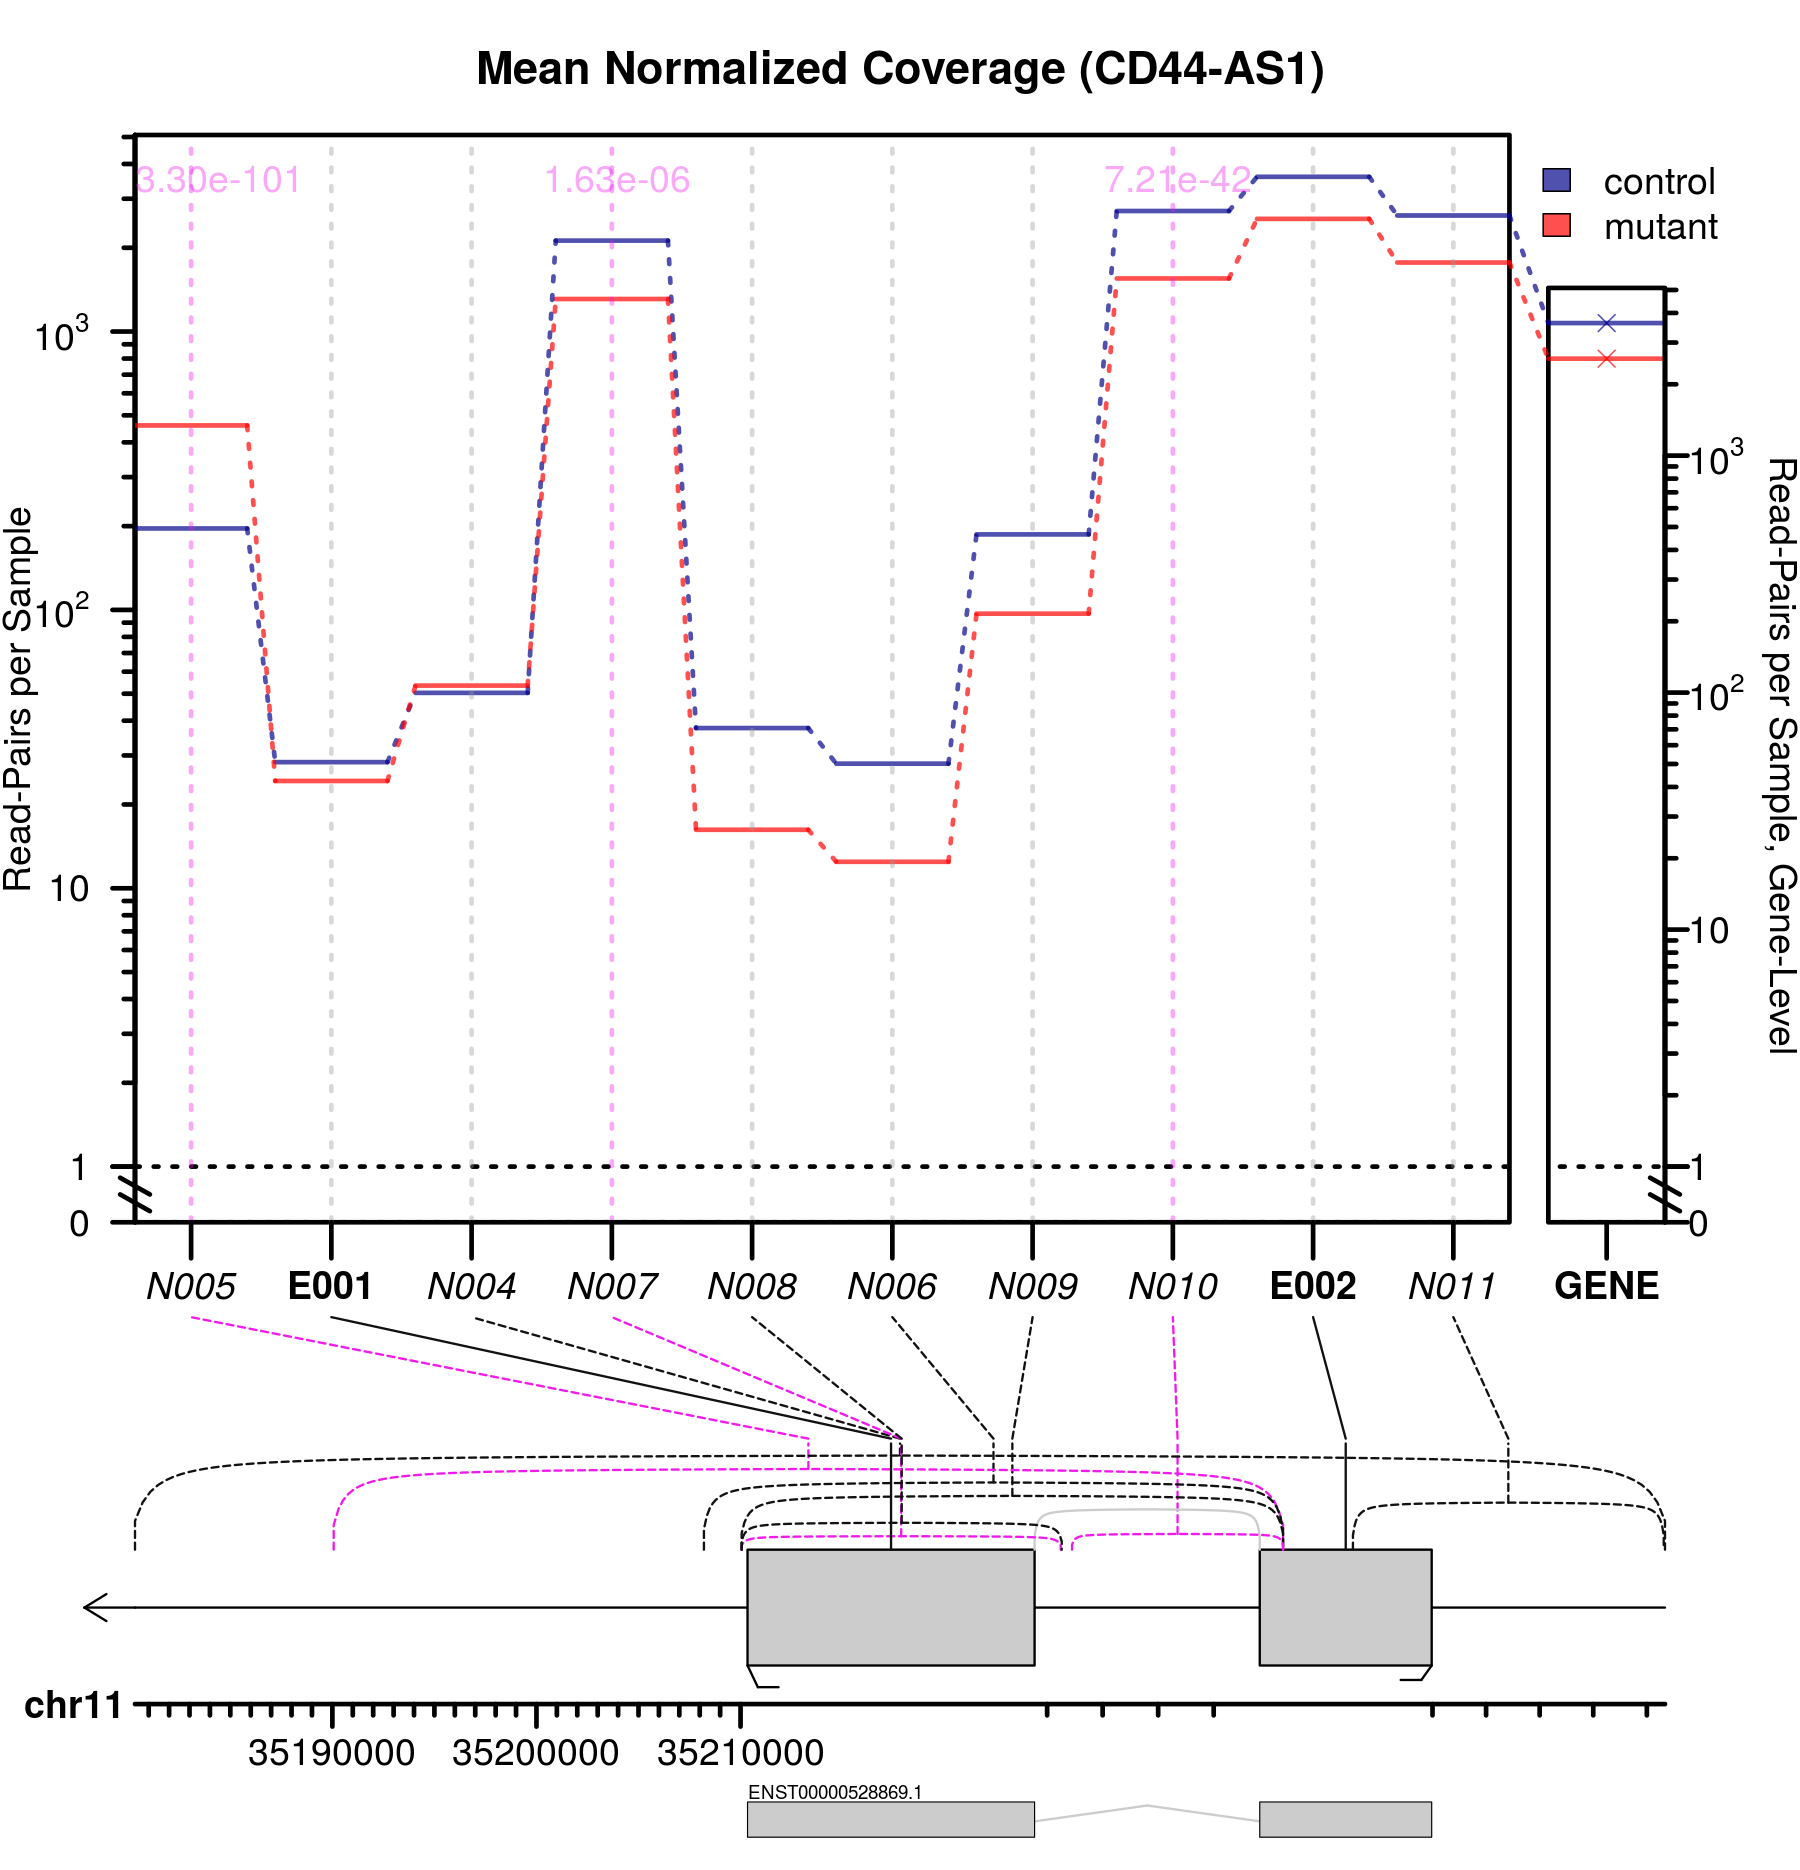 Mean Normalized Coverage (CD44-AS1)
3.30e-101 1.63e-06 7.21e-42
control
mutant
Read-Pairs per Sample
10³
10²
10
1
0
10³
10²
10
1
0
Read-Pairs per Sample, Gene-Level
N005 E001 N004 N007 N008 N006 N009 N010 E002 N011 GENE
chr11
35190000 35200000 35210000
ENST00000528869.1